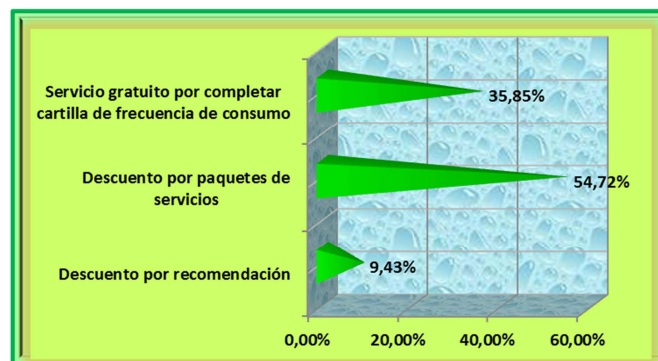 Servicio gratuito por completar
cartilla de frecuencia de consumo
35,85%
Descuento por paquetes de
servicios
54,72%
Descuento por recomendación
9,43%
0,00%
20,00%
40,00%
60,00%